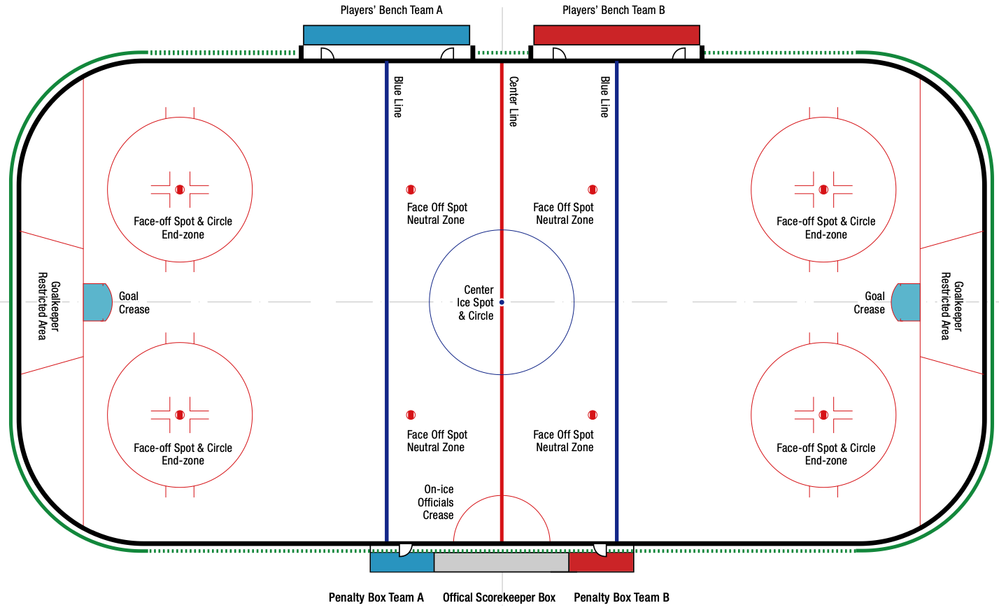 Players’ Bench Team A
Players’ Bench Team B
Blue Line
Center Line
Blue Line
Face-off Spot & Circle
End-zone
Face Off Spot
Neutral Zone
Face Off Spot
Neutral Zone
Face-off Spot & Circle
End-zone
Goalkeeper
Restricted Area
Goal
Crease
Center
Ice Spot
& Circle
Goal
Crease
Goalkeeper
Restricted Area
Face-off Spot & Circle
End-zone
Face Off Spot
Neutral Zone
Face Off Spot
Neutral Zone
Face-off Spot & Circle
End-zone
On-ice
Officials
Crease
Penalty Box Team A
Offical Scorekeeper Box
Penalty Box Team B